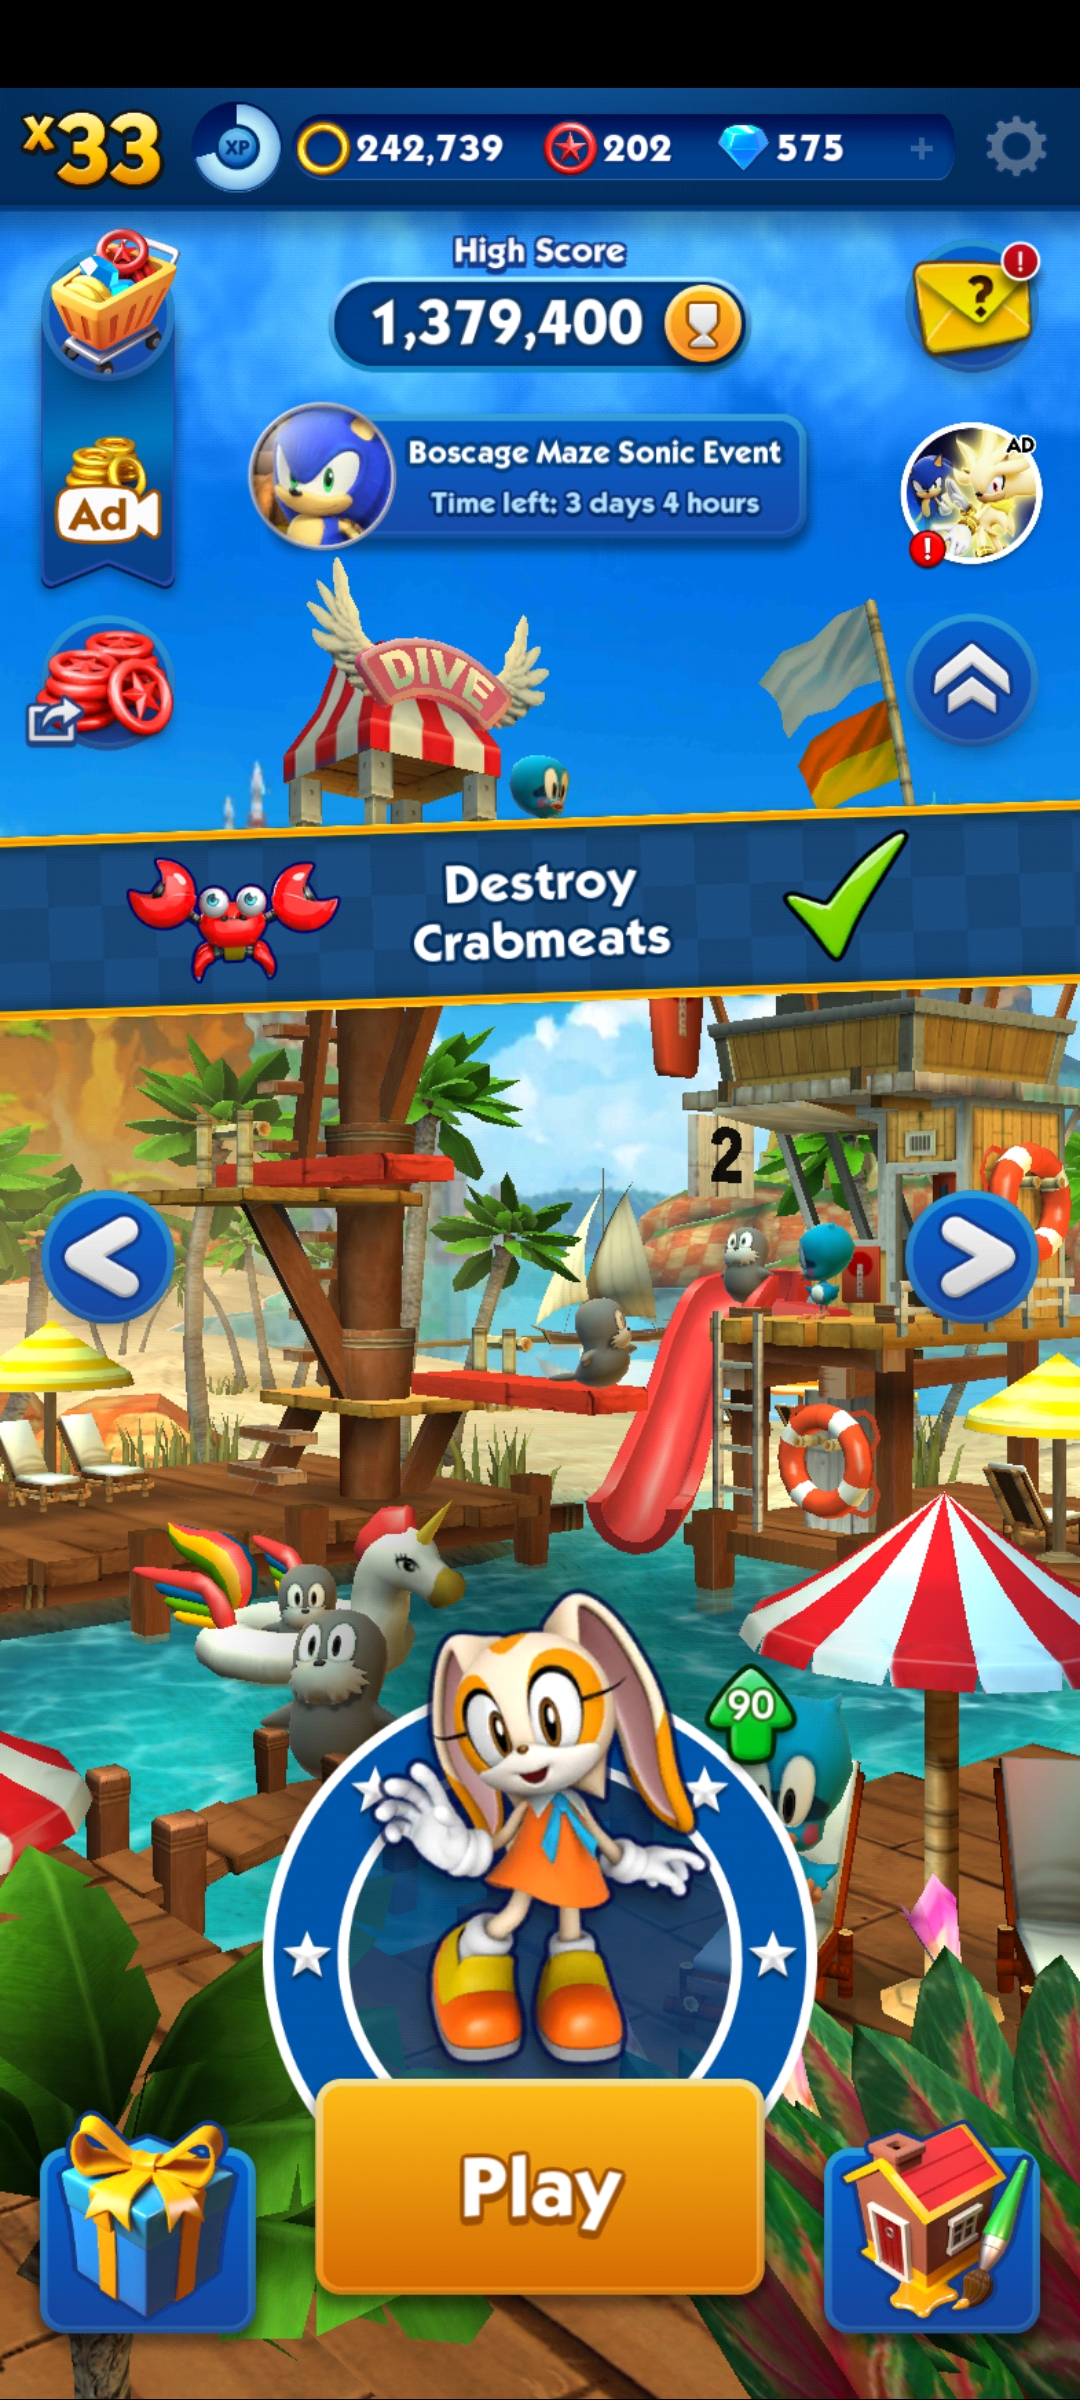 x33
XP
242,739
202
575
+
High Score
1,379,400
?
!
Boscage Maze Sonic Event
Time left: 3 days 4 hours
AD
!
Ad
DIVE
Destroy
Crabmeats
2
90
Play